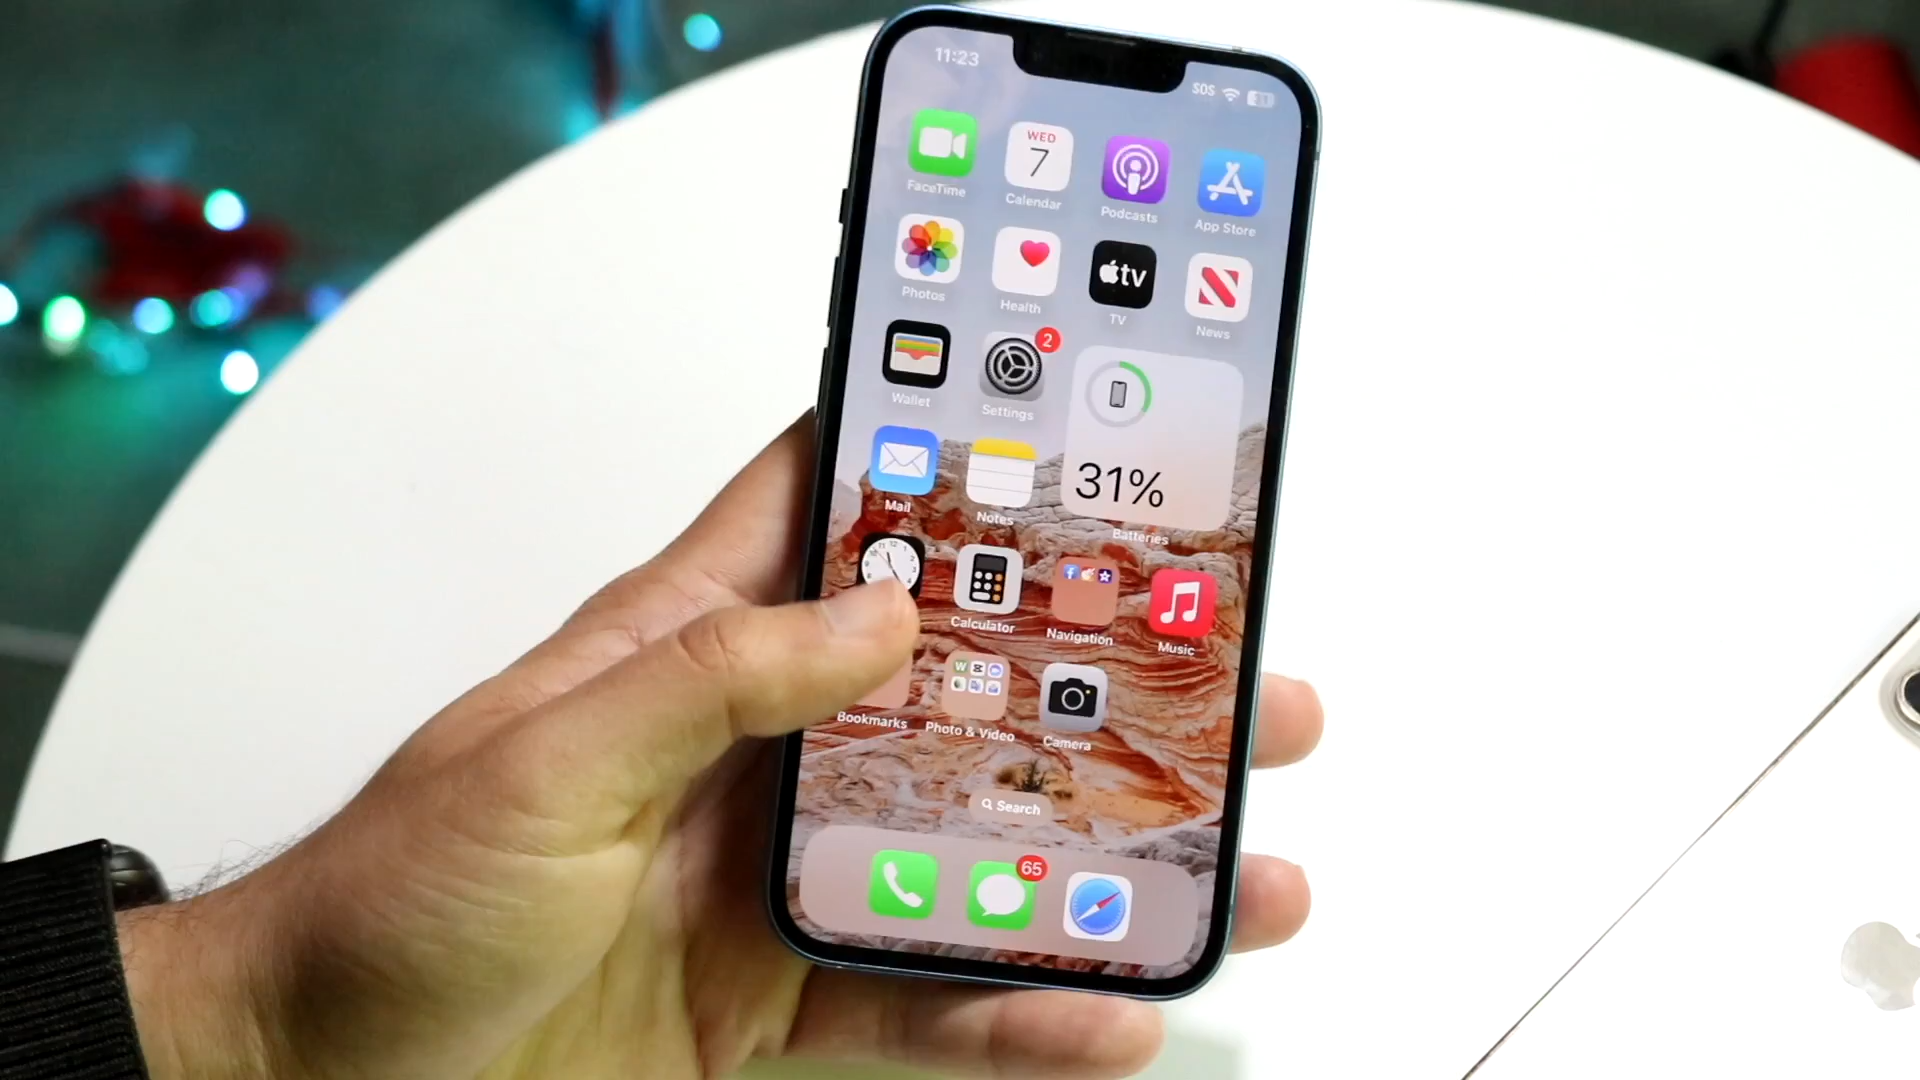 11:23
SOS 31
FaceTime
WED
7
Calendar
Podcasts
App Store
Photos
Health
tv
TV
News
Wallet
2
Settings
31%
Batteries
Mail
Notes
Calculator
Navigation
Music
Bookmarks
Photo & Video
Camera
Search
65